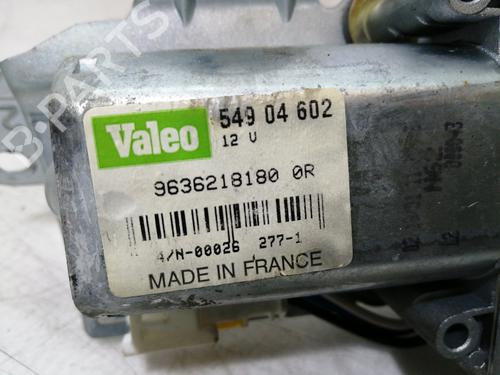 Valeo
549 04 602
12 V
9636218180 0R
4/N-00026 277-1
MADE IN FRANCE
B-Parts